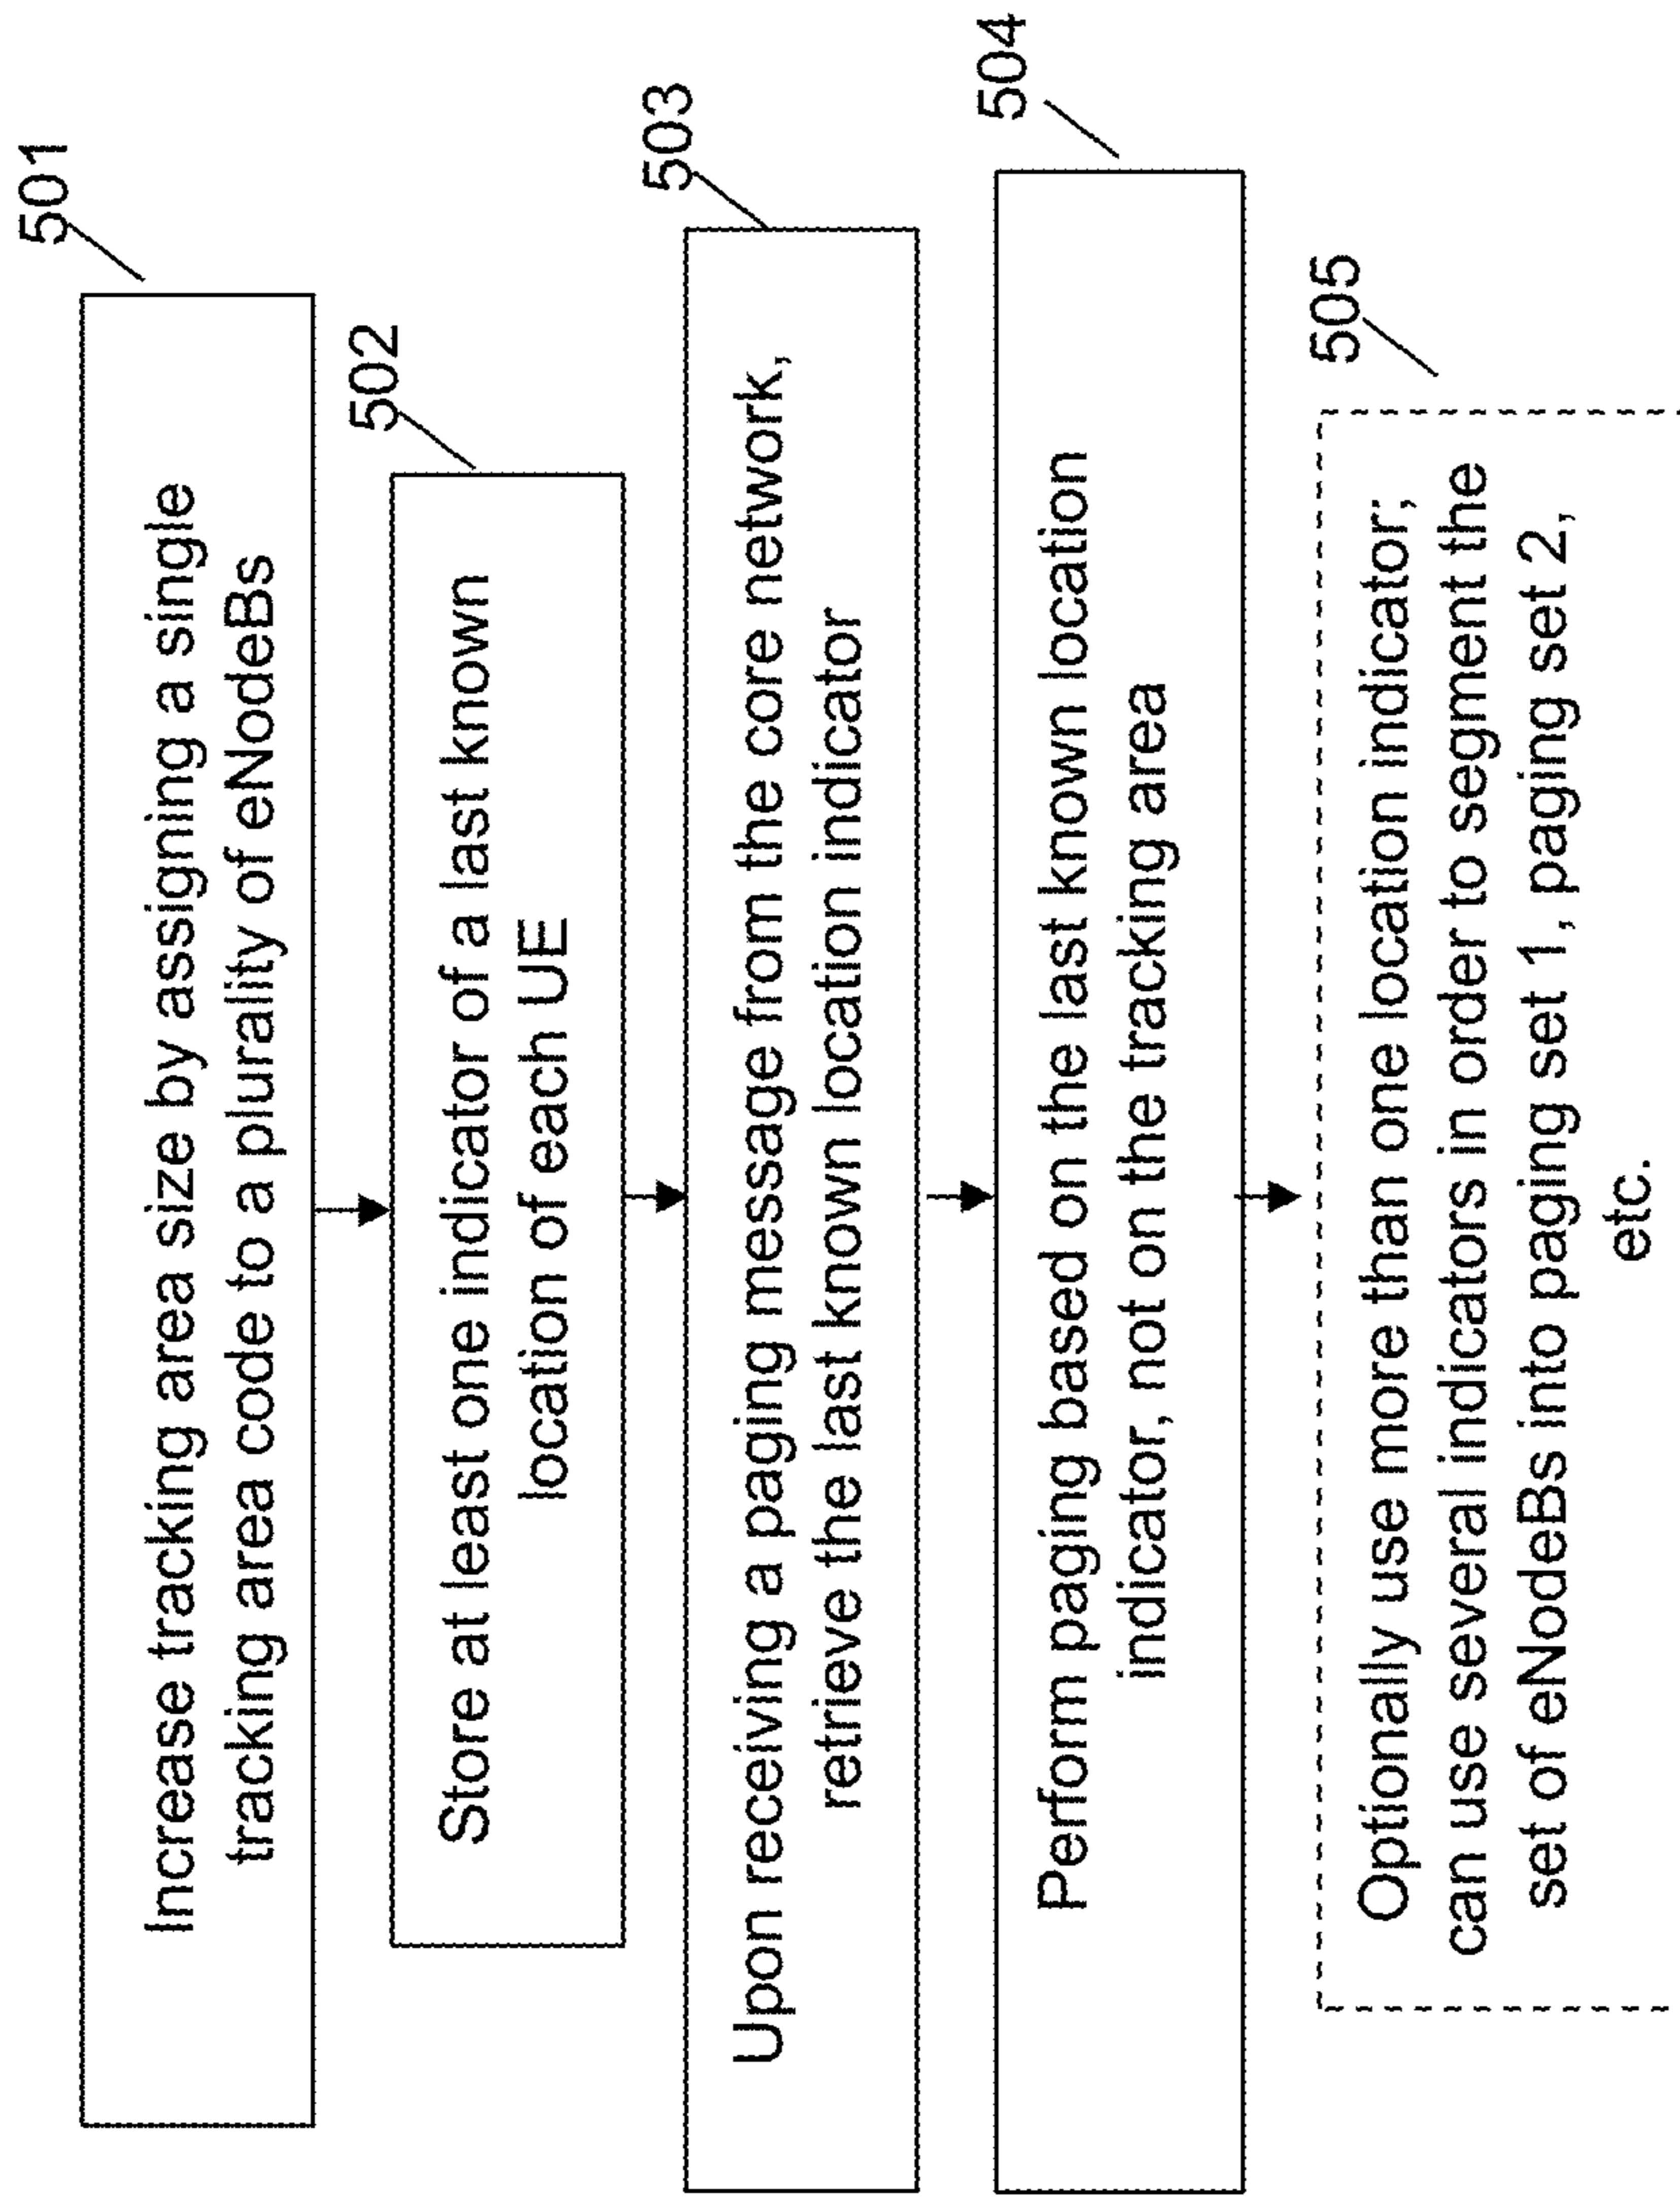 501
Increase tracking area size by assigning a single
tracking area code to a plurality of eNodeBs
502
Store at least one indicator of a last known
location of each UE
503
Upon receiving a paging message from the core network,
retrieve the last known location indicator
504
Perform paging based on the last known location
indicator, not on the tracking area
505
Optionally use more than one location indicator;
can use several indicators in order to segment the
set of eNodeBs into paging set 1, paging set 2,
etc.